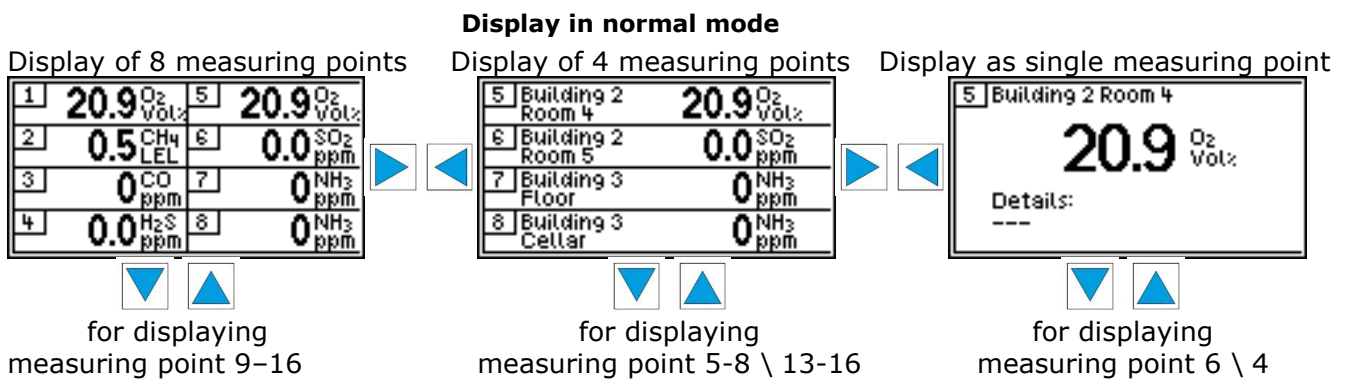 Display in normal mode
Display of 8 measuring points
1 20.9 O₂ Vol% 5 20.9 O₂ Vol%
2 0.5 CH₄ LEL 6 0.0 SO₂ ppm
3 0 CO ppm 7 0 NH₃ ppm
4 0.0 H₂S ppm 8 0 NH₃ ppm
for displaying
measuring point 9–16
Display of 4 measuring points
5 Building 2 20.9 O₂
Room 4 Vol%
6 Building 2 0.0 SO₂
Room 5 ppm
7 Building 3 0 NH₃
Floor ppm
8 Building 3 0 NH₃
Cellar ppm
for displaying
measuring point 5-8 \ 13-16
Display as single measuring point
5 Building 2 Room 4
20.9 O₂
Vol%
Details:
---
for displaying
measuring point 6 \ 4